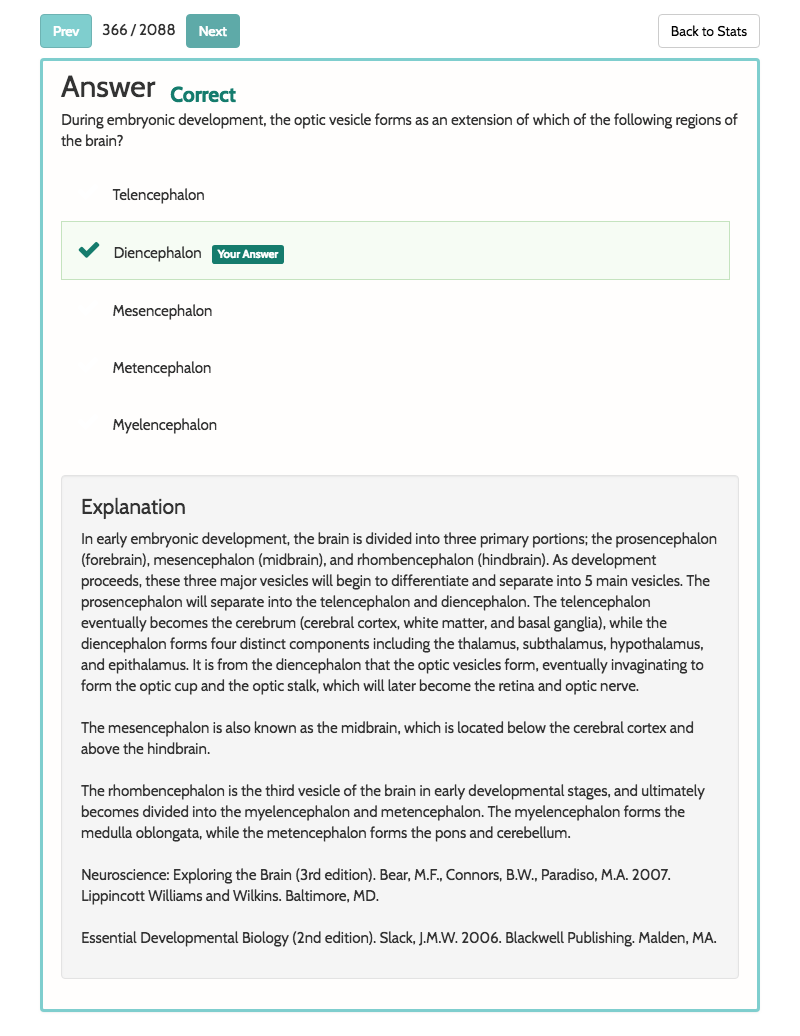 Prev 366 / 2088 Next Back to Stats
Answer Correct
During embryonic development, the optic vesicle forms as an extension of which of the following regions of
the brain?
Telencephalon
Diencephalon Your Answer
Mesencephalon
Metencephalon
Myelencephalon
Explanation
In early embryonic development, the brain is divided into three primary portions; the prosencephalon
(forebrain), mesencephalon (midbrain), and rhombencephalon (hindbrain). As development
proceeds, these three major vesicles will begin to differentiate and separate into 5 main vesicles. The
prosencephalon will separate into the telencephalon and diencephalon. The telencephalon
eventually becomes the cerebrum (cerebral cortex, white matter, and basal ganglia), while the
diencephalon forms four distinct components including the thalamus, subthalamus, hypothalamus,
and epithalamus. It is from the diencephalon that the optic vesicles form, eventually invaginating to
form the optic cup and the optic stalk, which will later become the retina and optic nerve.
The mesencephalon is also known as the midbrain, which is located below the cerebral cortex and
above the hindbrain.
The rhombencephalon is the third vesicle of the brain in early developmental stages, and ultimately
becomes divided into the myelencephalon and metencephalon. The myelencephalon forms the
medulla oblongata, while the metencephalon forms the pons and cerebellum.
Neuroscience: Exploring the Brain (3rd edition). Bear, M.F., Connors, B.W., Paradiso, M.A. 2007.
Lippincott Williams and Wilkins. Baltimore, MD.
Essential Developmental Biology (2nd edition). Slack, J.M.W. 2006. Blackwell Publishing. Malden, MA.